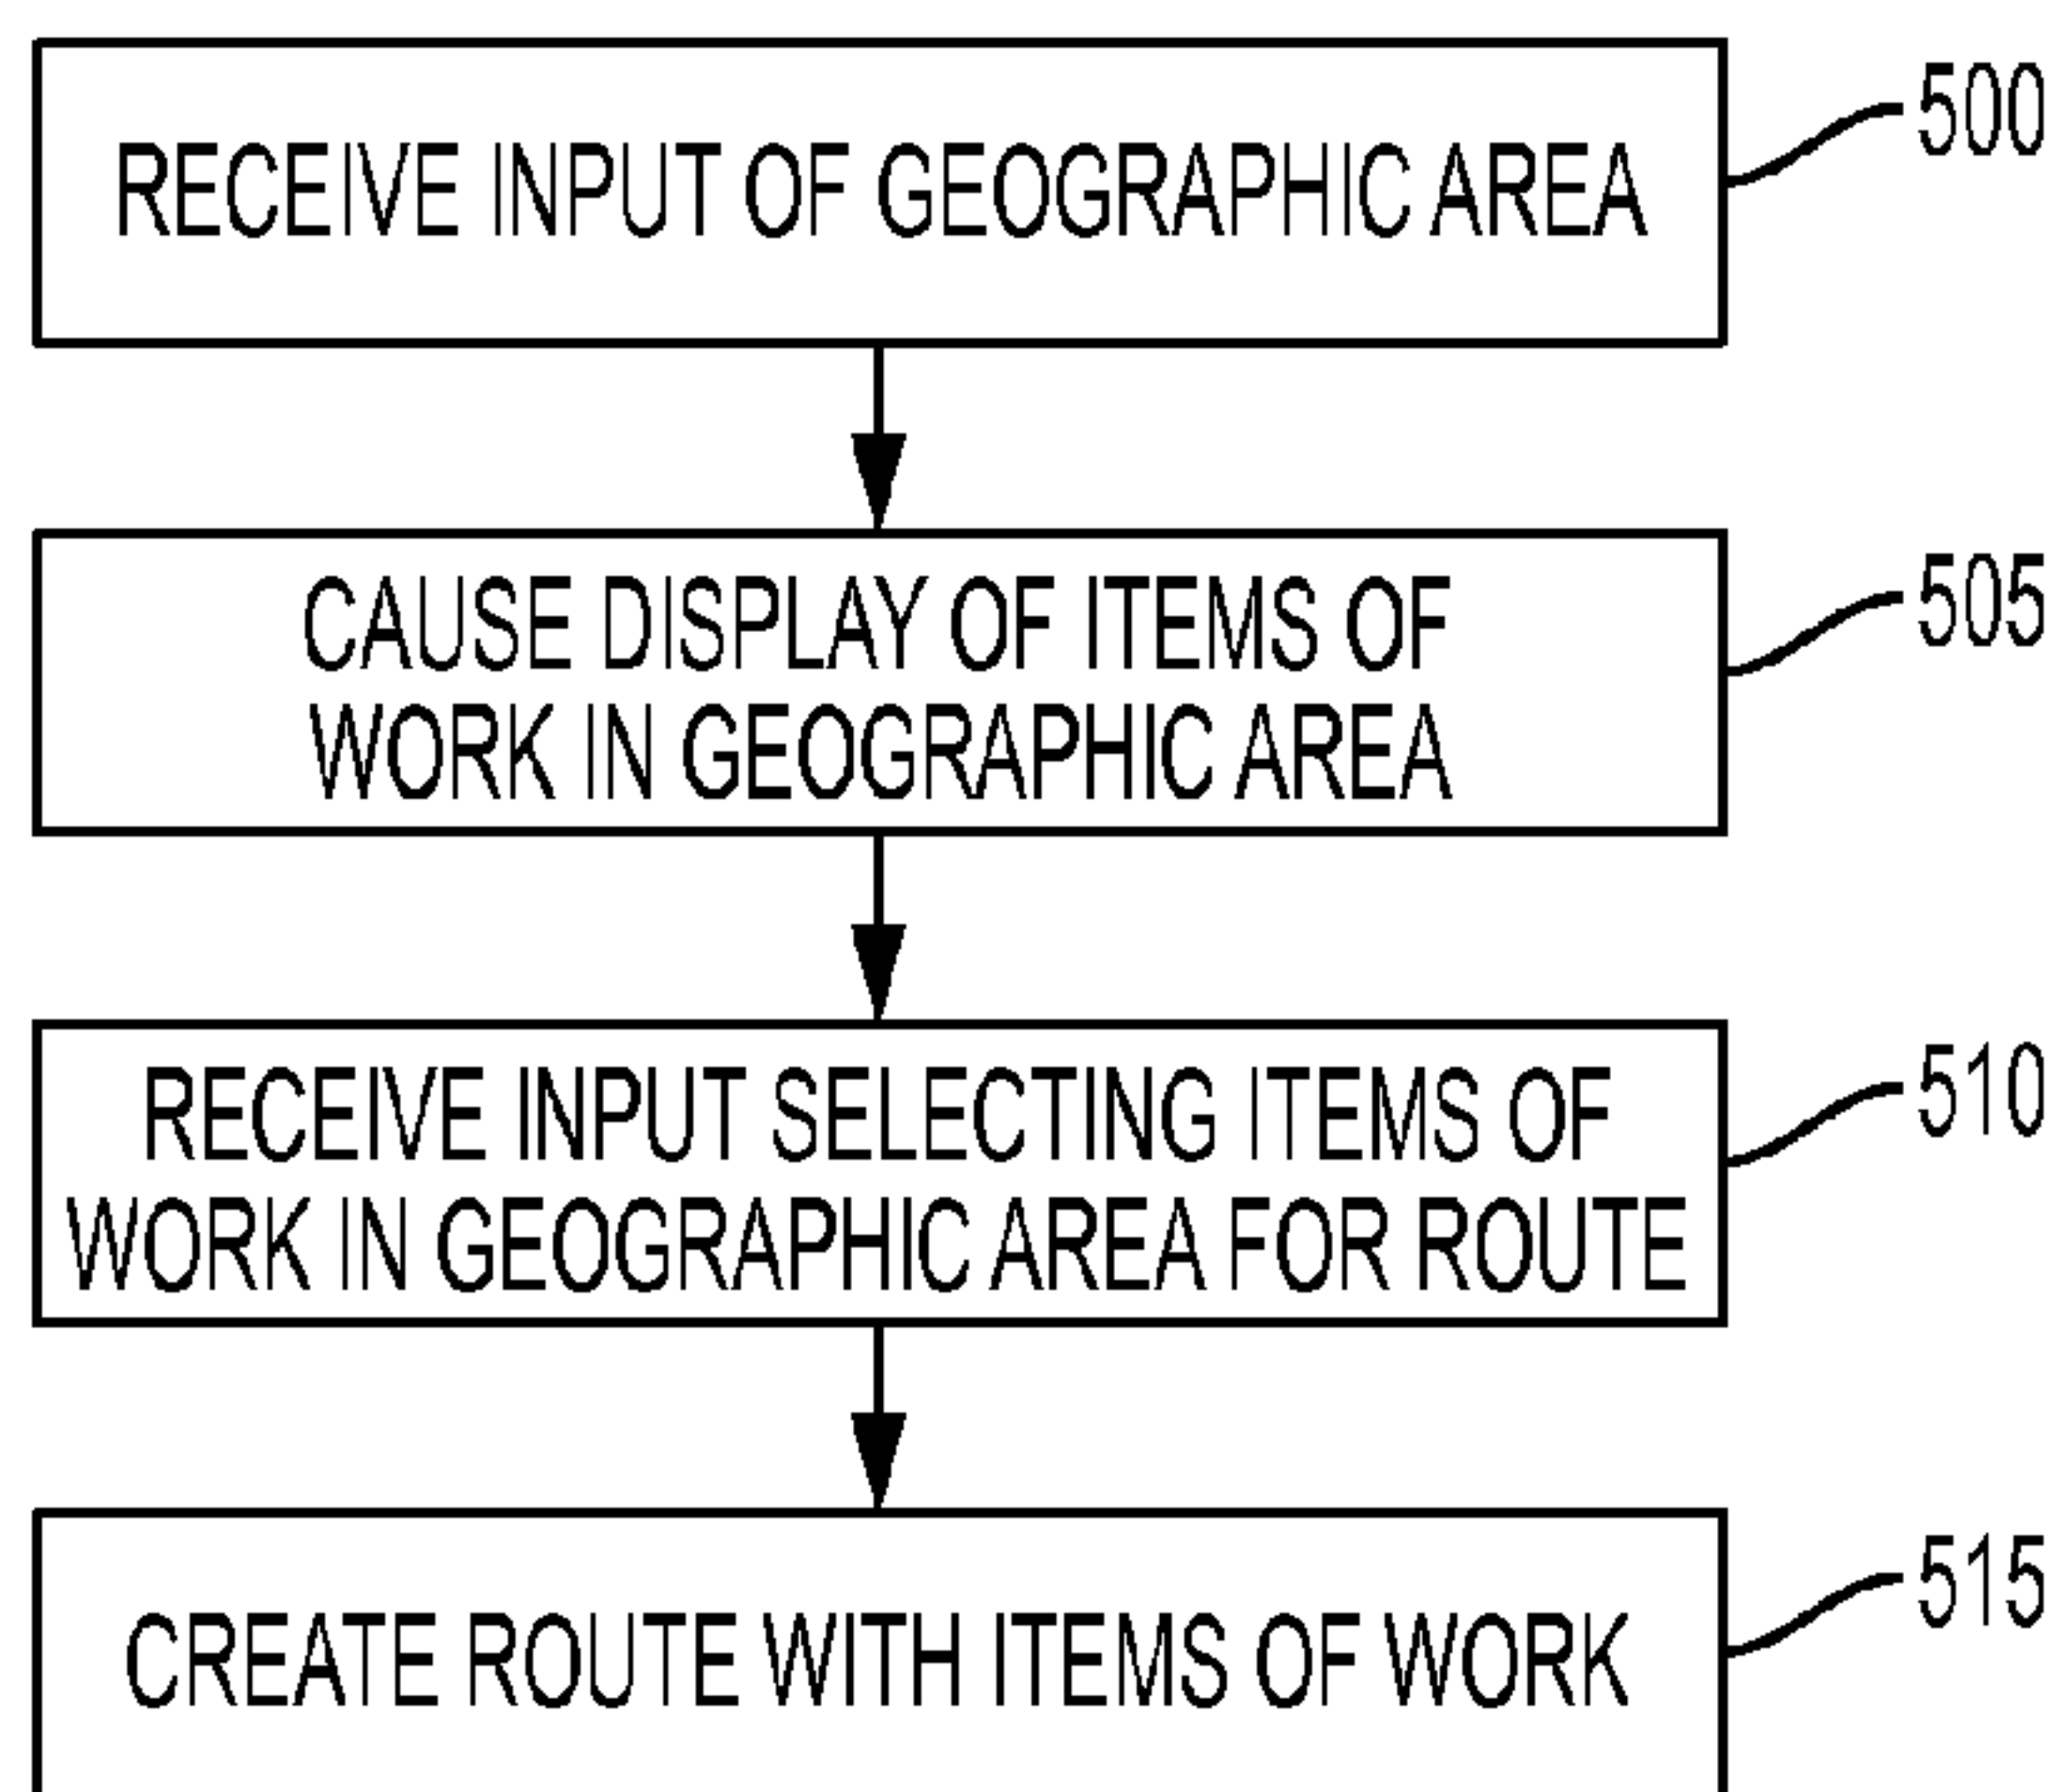 RECEIVE INPUT OF GEOGRAPHIC AREA
500
CAUSE DISPLAY OF ITEMS OF
WORK IN GEOGRAPHIC AREA
505
RECEIVE INPUT SELECTING ITEMS OF
WORK IN GEOGRAPHIC AREA FOR ROUTE
510
CREATE ROUTE WITH ITEMS OF WORK
515